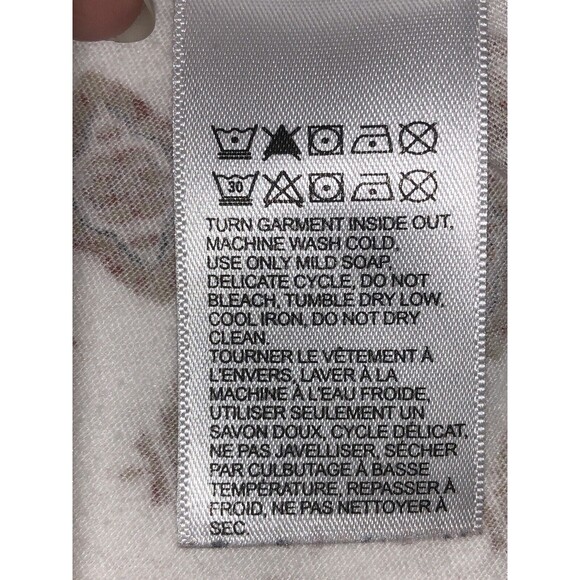 30
TURN GARMENT INSIDE OUT,
MACHINE WASH COLD,
USE ONLY MILD SOAP,
DELICATE CYCLE, DO NOT
BLEACH, TUMBLE DRY LOW,
COOL IRON, DO NOT DRY
CLEAN.
TOURNER LE VÊTEMENT À
L'ENVERS, LAVER À LA
MACHINE À L'EAU FROIDE,
UTILISER SEULEMENT UN
SAVON DOUX, CYCLE DÉLICAT,
NE PAS JAVELLISER, SÉCHER
PAR CULBUTAGE À BASSE
TEMPÉRATURE, REPASSER À
FROID, NE PAS NETTOYER À
SEC.